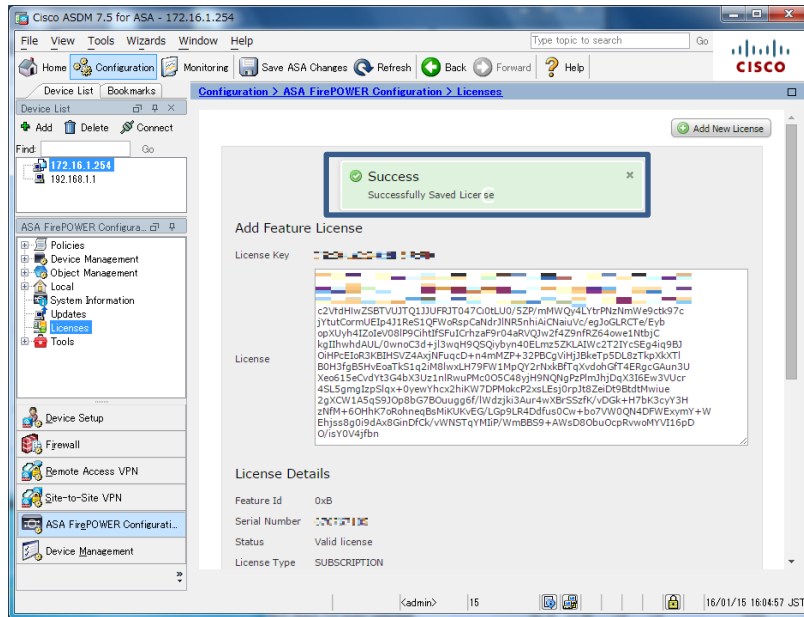 Cisco ASDM 7.5 for ASA - 172.16.1.254
File View Tools Wizards Window Help
Type topic to search
Go
Home Configuration Monitoring Save ASA Changes Refresh Back Forward Help
CISCO
Device List Bookmarks
Configuration > ASA FirePOWER Configuration > Licenses
Device List
Add Delete Connect
Find: Go
172.16.1.254
192.168.1.1
ASA FirePOWER Configura...
Policies
Device Management
Object Management
Local
System Information
Updates
Licenses
Tools
Device Setup
Firewall
Remote Access VPN
Site-to-Site VPN
ASA FirePOWER Configurati...
Device Management
Add New License
Success
Successfully Saved License
Add Feature License
License Key
License
c2VtdHlwZSBTVUJTQ1JJUFRJT047Ci0tLU0/5ZP/mMWQy4LYtrPNzNmWe9ctk97c
jYtutCormUEIp4J1ReS1QFWoRspCaNdrJlNR5nhiAiCNaiuVc/egJoGLRCTe/Eyb
opXUyh4IZoIeV08lP9CihtIfSFuICrhzaF9r04aRVQJw2f4Z9nfRZ64owe1NtbjC
kgIIhwhdAUL/0wnoC3d+jl3wqH9QSQiybyn40ELmz5ZKLAIWc2T2IYcSEg4iq9BJ
OiHPcEIoR3KBIHSVZ4AxjNFuqcD+n4mMZP+32PBCgViHjJBkeTp5DL8zTkpXkXTl
B0H3fgB5HvEoaTkS1q2iM8lwxLH79FW1MpQY2rNxkBfTqXvdohGfT4ERgcGAun3U
Xeo615eCvdYt3G4bX3Uz1nlRwuPMc0O5C48yjH9NQNgPzPlmJhjDqX3I6Ew3VUcr
4SL5gmgIzpSlqx+0yewYhcx2hiKW7DPMokcP2xsLEsj0rpJt8ZeiDt9BtdtMwiue
2gXCW1A5qS9JOp8bG7BOuugg6f/lWdzjki3Aur4wXBrSSzfK/vDGk+H7bK3cyY3H
zNfM+6OHhK7oRohneqBsMiKUKvEG/LGp9LR4Ddfus0Cw+bo7VW0QN4DFWExymY+W
Ehjss8g0i9dAx8GinDfCk/vWNSTqYMIiP/WmBBS9+AWsD8ObuOcpRvwoMYVI16pD
O/isY0V4jfbn
License Details
Feature Id 0xB
Serial Number
Status Valid license
License Type SUBSCRIPTION
<admin> 15 16/01/15 16:04:57 JST